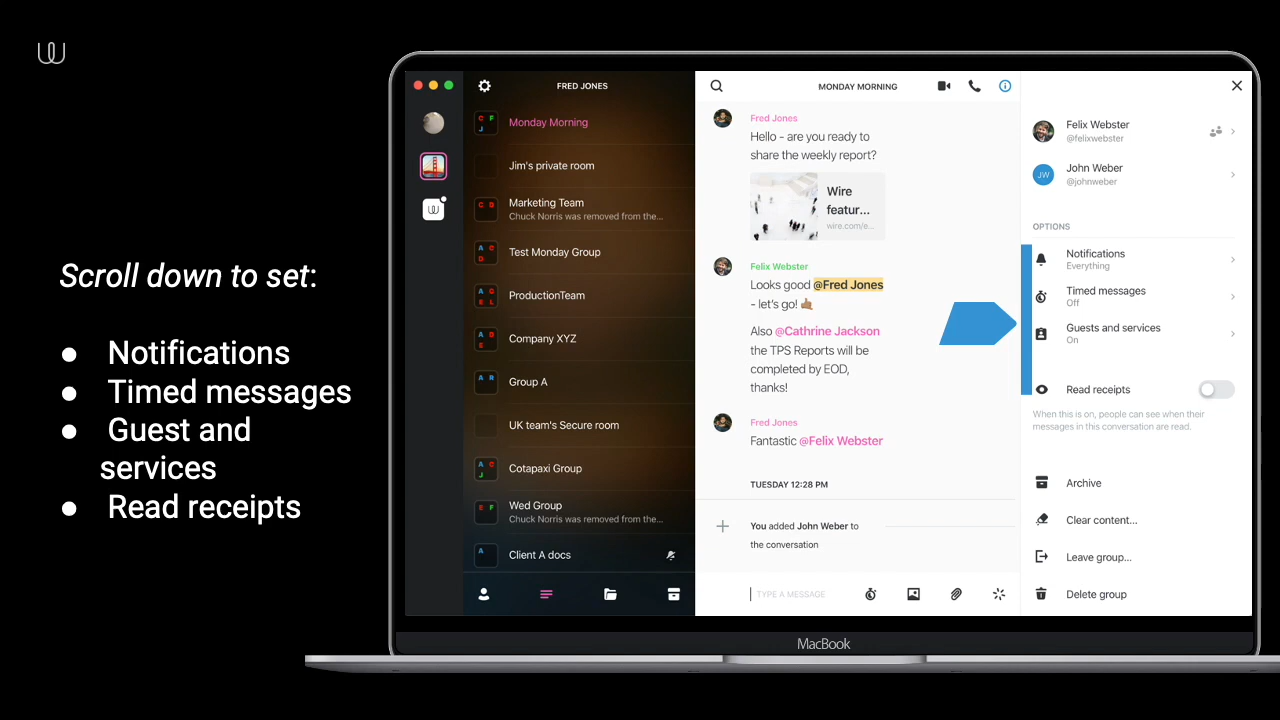 Scroll down to set:
● Notifications
● Timed messages
● Guest and
services
● Read receipts
FRED JONES
Monday Morning
Jim's private room
Marketing Team
Chuck Norris was removed from the...
Test Monday Group
ProductionTeam
Company XYZ
Group A
UK team's Secure room
Cotapaxi Group
Wed Group
Chuck Norris was removed from the...
Client A docs
MONDAY MORNING
Fred Jones
Hello - are you ready to
share the weekly report?
Wire
featur...
wire.com/e...
Felix Webster
Looks good @Fred Jones
- let's go! 🤙🏽
Also @Cathrine Jackson
the TPS Reports will be
completed by EOD,
thanks!
Fred Jones
Fantastic @Felix Webster
TUESDAY 12:28 PM
You added John Weber to
the conversation
TYPE A MESSAGE
Felix Webster
@felixwebster
JW
John Weber
@johnweber
OPTIONS
Notifications
Everything
Timed messages
Off
Guests and services
On
Read receipts
When this is on, people can see when their
messages in this conversation are read.
Archive
Clear content...
Leave group...
Delete group
MacBook